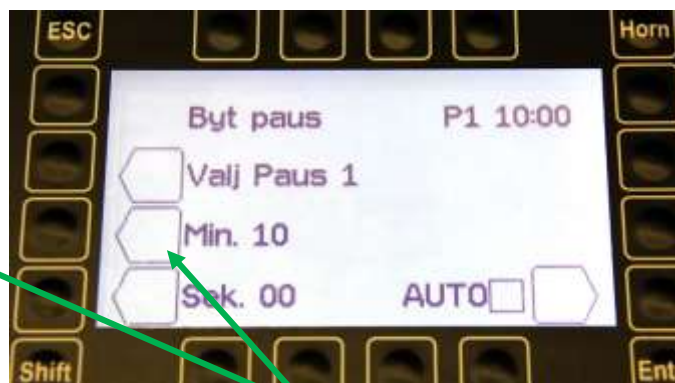 ESC
Horn
Byt paus P1 10:00
Valj Paus 1
Min. 10
Sek. 00 AUTO
Shift
Ent